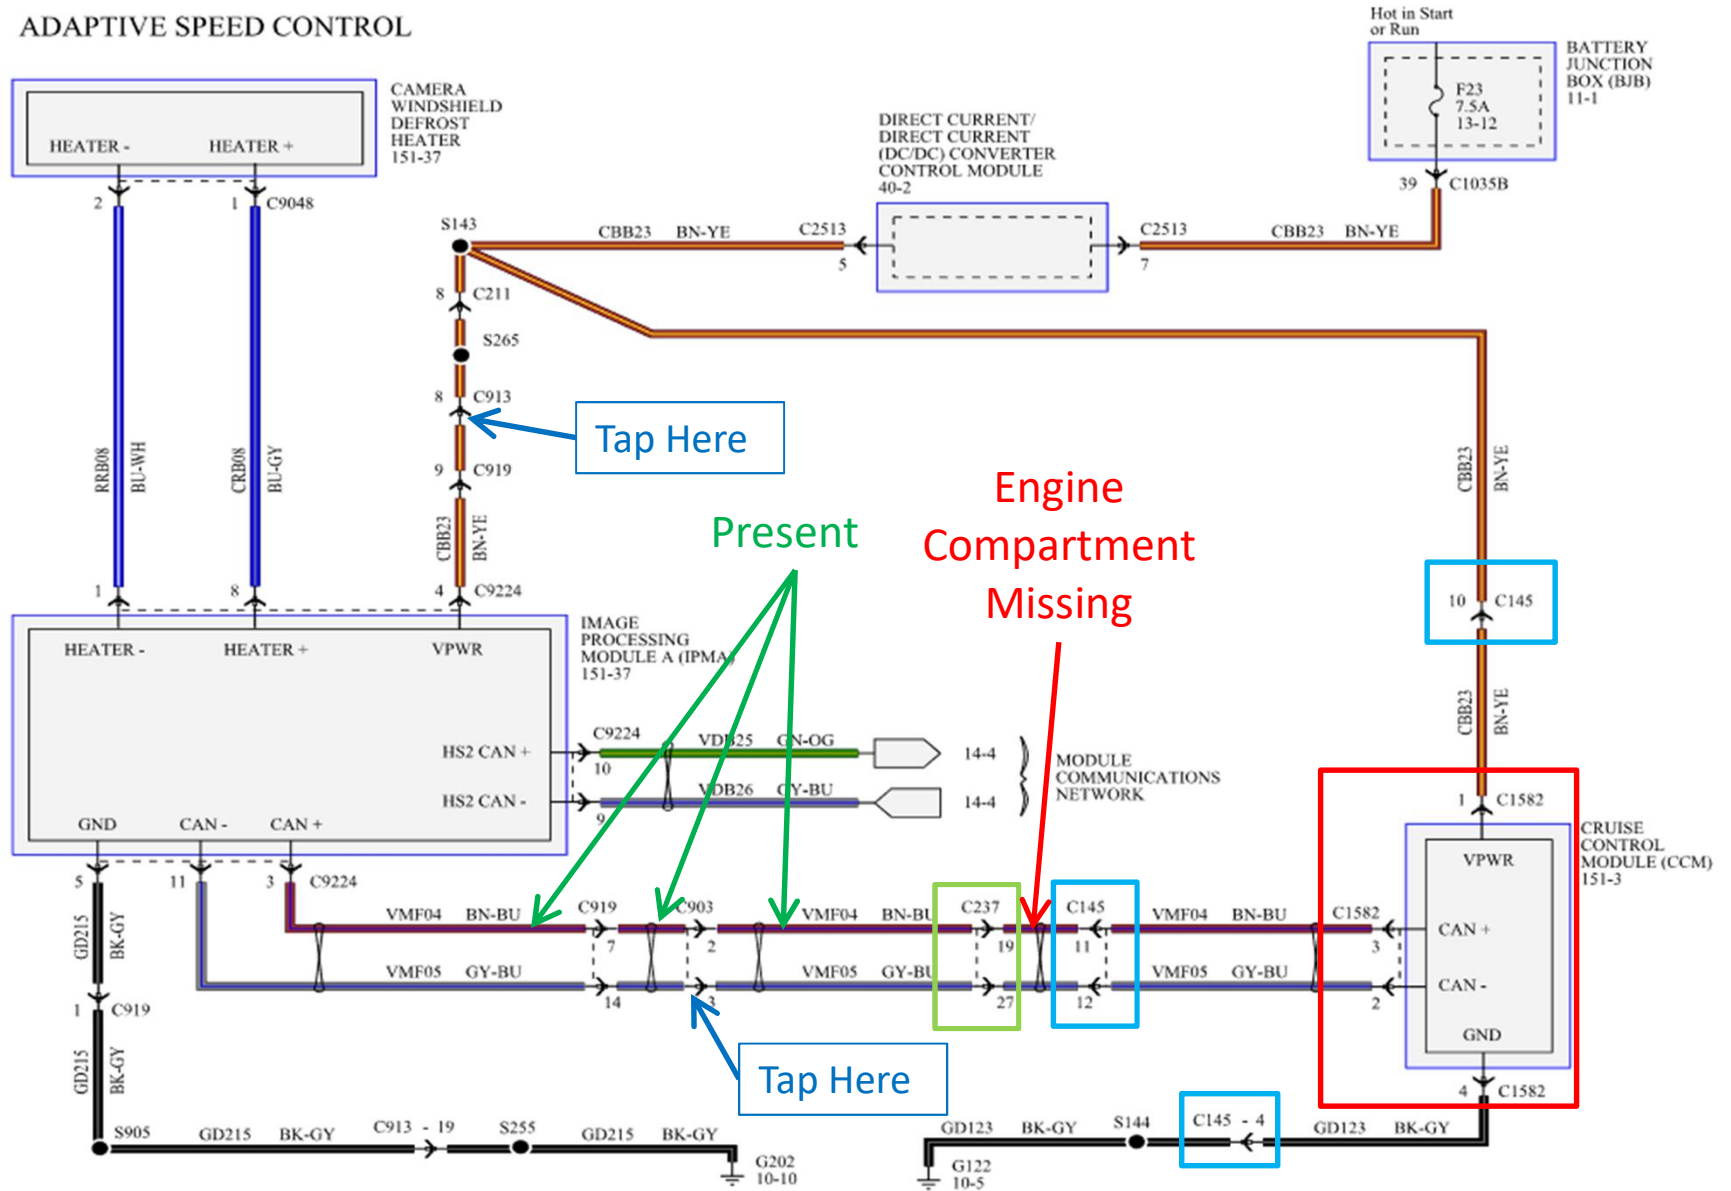 ADAPTIVE SPEED CONTROL
Hot in Start
or Run
BATTERY
JUNCTION
BOX (BJB)
11-1
F23
7.5A
13-12
39
C1035B
CAMERA
WINDSHIELD
DEFROST
HEATER
151-37
HEATER -
HEATER +
2
1
C9048
DIRECT CURRENT/
DIRECT CURRENT
(DC/DC) CONVERTER
CONTROL MODULE
40-2
S143
CBB23 BN-YE
C2513
5
C2513
7
CBB23 BN-YE
8
C211
S265
8
C913
Tap Here
9
C919
RRB08
BU-WH
CRB08
BU-GY
CBB23
BN-YE
CBB23
BN-YE
Present
Engine
Compartment
Missing
1
8
4
C9224
10
C145
CBB23
BN-YE
IMAGE
PROCESSING
MODULE A (IPMA)
151-37
HEATER -
HEATER +
VPWR
HS2 CAN +
HS2 CAN -
C9224
10
VDB25 GN-OG
14-4
9
VDB26 GY-BU
14-4
MODULE
COMMUNICATIONS
NETWORK
GND
CAN -
CAN +
5
11
3
C9224
1
C1582
CRUISE
CONTROL
MODULE (CCM)
151-3
VPWR
CAN +
CAN -
GND
VMF04 BN-BU
C919
7
C903
2
VMF04 BN-BU
C237
19
C145
11
VMF04 BN-BU
C1582
3
VMF05 GY-BU
14
3
VMF05 GY-BU
27
12
VMF05 GY-BU
2
GD215
BK-GY
1
C919
GD215
BK-GY
Tap Here
4
C1582
S905
GD215 BK-GY
C913 - 19
S255
GD215 BK-GY
G202
10-10
GD123 BK-GY
S144
C145 - 4
GD123 BK-GY
G122
10-5